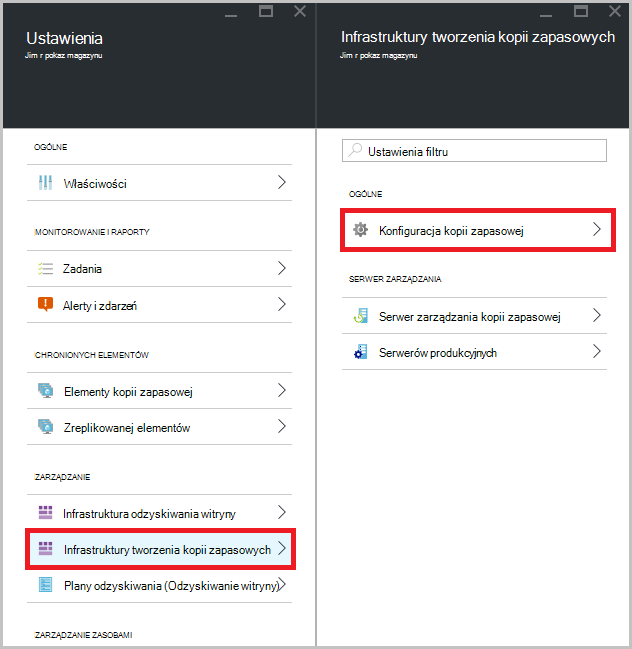 Ustawienia
Jim r pokaz magazynu
OGÓLNE
Właściwości
MONITOROWANIE I RAPORTY
Zadania
Alerty i zdarzeń
CHRONIONYCH ELEMENTÓW
Elementy kopii zapasowej
Zreplikowanej elementów
ZARZĄDZANIE
Infrastruktura odzyskiwania witryny
Infrastruktury tworzenia kopii zapasowych
Plany odzyskiwania (Odzyskiwanie witryny)
ZARZĄDZANIE ZASOBAMI
Infrastruktury tworzenia kopii zapasowych
Jim r pokaz magazynu
Ustawienia filtru
OGÓLNE
Konfiguracja kopii zapasowej
SERWER ZARZĄDZANIA
Serwer zarządzania kopii zapasowej
Serwerów produkcyjnych